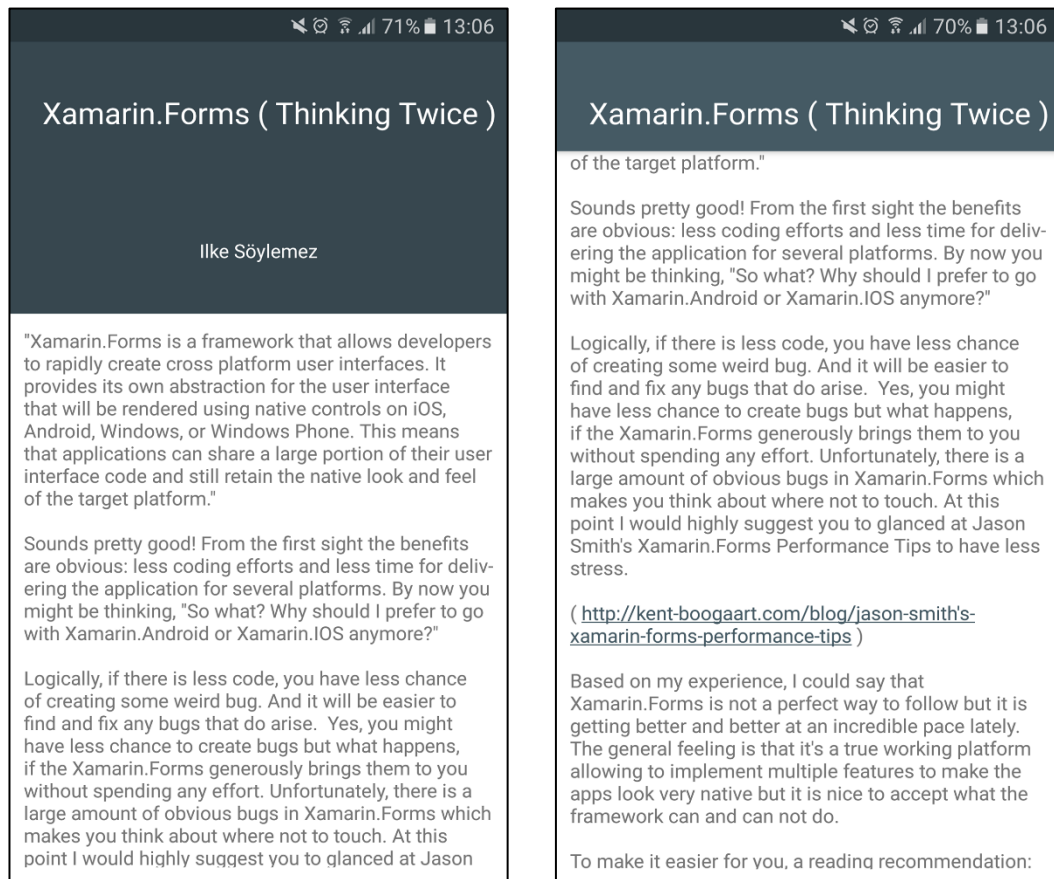 71% 13:06
Xamarin.Forms ( Thinking Twice )
Ilke Söylemez
"Xamarin.Forms is a framework that allows developers
to rapidly create cross platform user interfaces. It
provides its own abstraction for the user interface
that will be rendered using native controls on iOS,
Android, Windows, or Windows Phone. This means
that applications can share a large portion of their user
interface code and still retain the native look and feel
of the target platform."
Sounds pretty good! From the first sight the benefits
are obvious: less coding efforts and less time for deliv-
ering the application for several platforms. By now you
might be thinking, "So what? Why should I prefer to go
with Xamarin.Android or Xamarin.IOS anymore?"
Logically, if there is less code, you have less chance
of creating some weird bug. And it will be easier to
find and fix any bugs that do arise.  Yes, you might
have less chance to create bugs but what happens,
if the Xamarin.Forms generously brings them to you
without spending any effort. Unfortunately, there is a
large amount of obvious bugs in Xamarin.Forms which
makes you think about where not to touch. At this
point I would highly suggest you to glanced at Jason
70% 13:06
Xamarin.Forms ( Thinking Twice )
of the target platform."
Sounds pretty good! From the first sight the benefits
are obvious: less coding efforts and less time for deliv-
ering the application for several platforms. By now you
might be thinking, "So what? Why should I prefer to go
with Xamarin.Android or Xamarin.IOS anymore?"
Logically, if there is less code, you have less chance
of creating some weird bug. And it will be easier to
find and fix any bugs that do arise.  Yes, you might
have less chance to create bugs but what happens,
if the Xamarin.Forms generously brings them to you
without spending any effort. Unfortunately, there is a
large amount of obvious bugs in Xamarin.Forms which
makes you think about where not to touch. At this
point I would highly suggest you to glanced at Jason
Smith's Xamarin.Forms Performance Tips to have less
stress.
( http://kent-boogaart.com/blog/jason-smith's-
xamarin-forms-performance-tips )
Based on my experience, I could say that
Xamarin.Forms is not a perfect way to follow but it is
getting better and better at an incredible pace lately.
The general feeling is that it's a true working platform
allowing to implement multiple features to make the
apps look very native but it is nice to accept what the
framework can and can not do.
To make it easier for you, a reading recommendation: